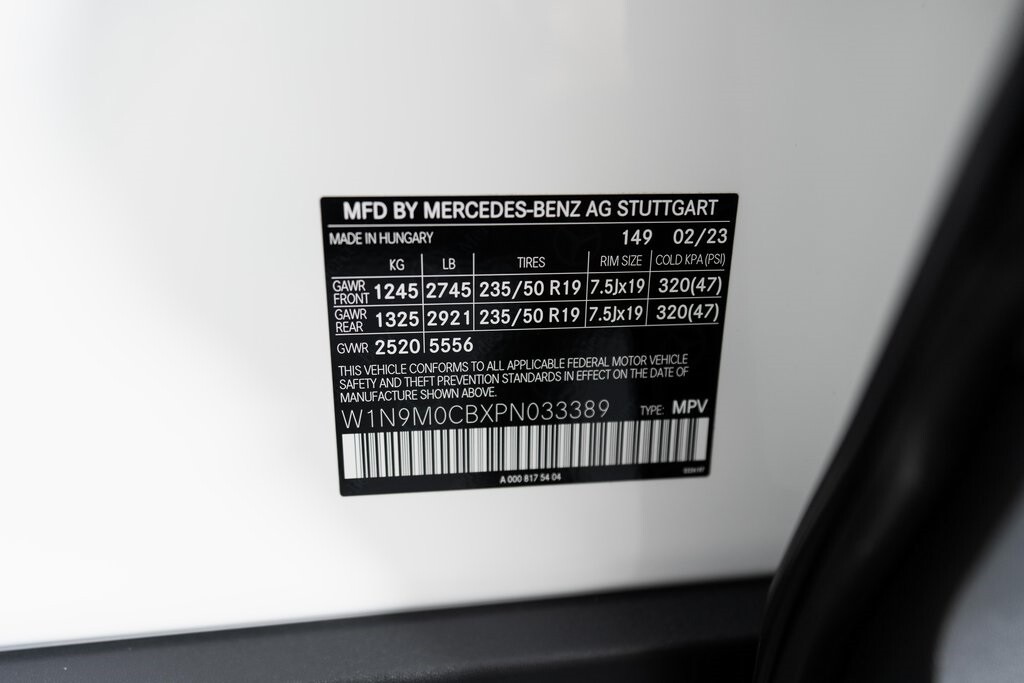 MFD BY MERCEDES-BENZ AG STUTTGART
MADE IN HUNGARY 149 02/23
KG LB TIRES RIM SIZE COLD KPA (PSI)
GAWR FRONT 1245 2745 235/50 R19 7.5Jx19 320(47)
GAWR REAR 1325 2921 235/50 R19 7.5Jx19 320(47)
GVWR 2520 5556
THIS VEHICLE CONFORMS TO ALL APPLICABLE FEDERAL MOTOR VEHICLE
SAFETY AND THEFT PREVENTION STANDARDS IN EFFECT ON THE DATE OF
MANUFACTURE SHOWN ABOVE.
W1N9M0CBXPN033389 TYPE: MPV
A 000 817 54 04